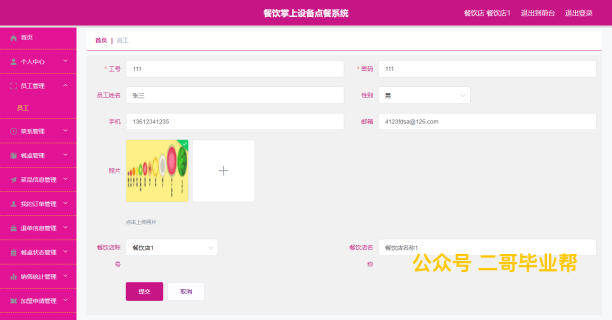 餐饮掌上设备点餐系统
餐饮店 餐饮店1 退出到前台 退出登录
首页
个人中心
员工管理
员工
菜系管理
餐桌管理
菜品信息管理
我的订单管理
退单信息管理
餐桌状态管理
纳客统计管理
加盟申请管理
首页 | 员工
* 工号 111 * 密码 111
员工姓名 张三 性别 男
手机 13612341235 邮箱 4123fdsa@126.com
照片
点击上传照片
餐饮店账号 餐饮店1 餐饮店名称 餐饮店名称1
提交 取消
公众号 二哥毕业帮